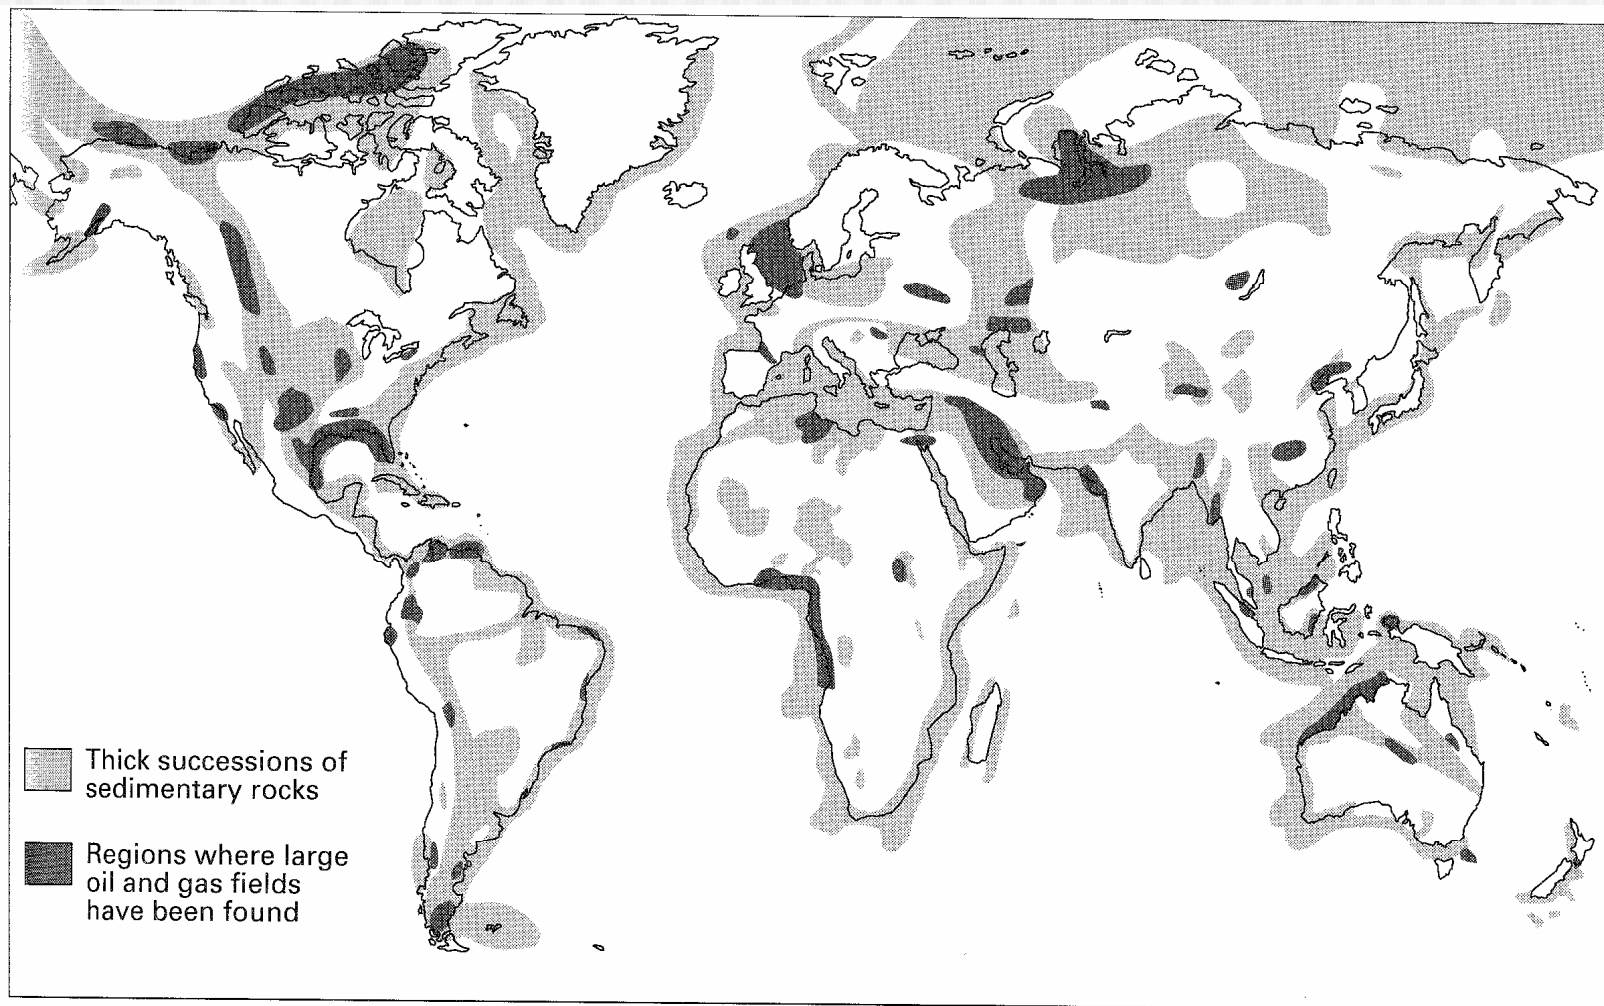 Thick successions of
sedimentary rocks
Regions where large
oil and gas fields
have been found